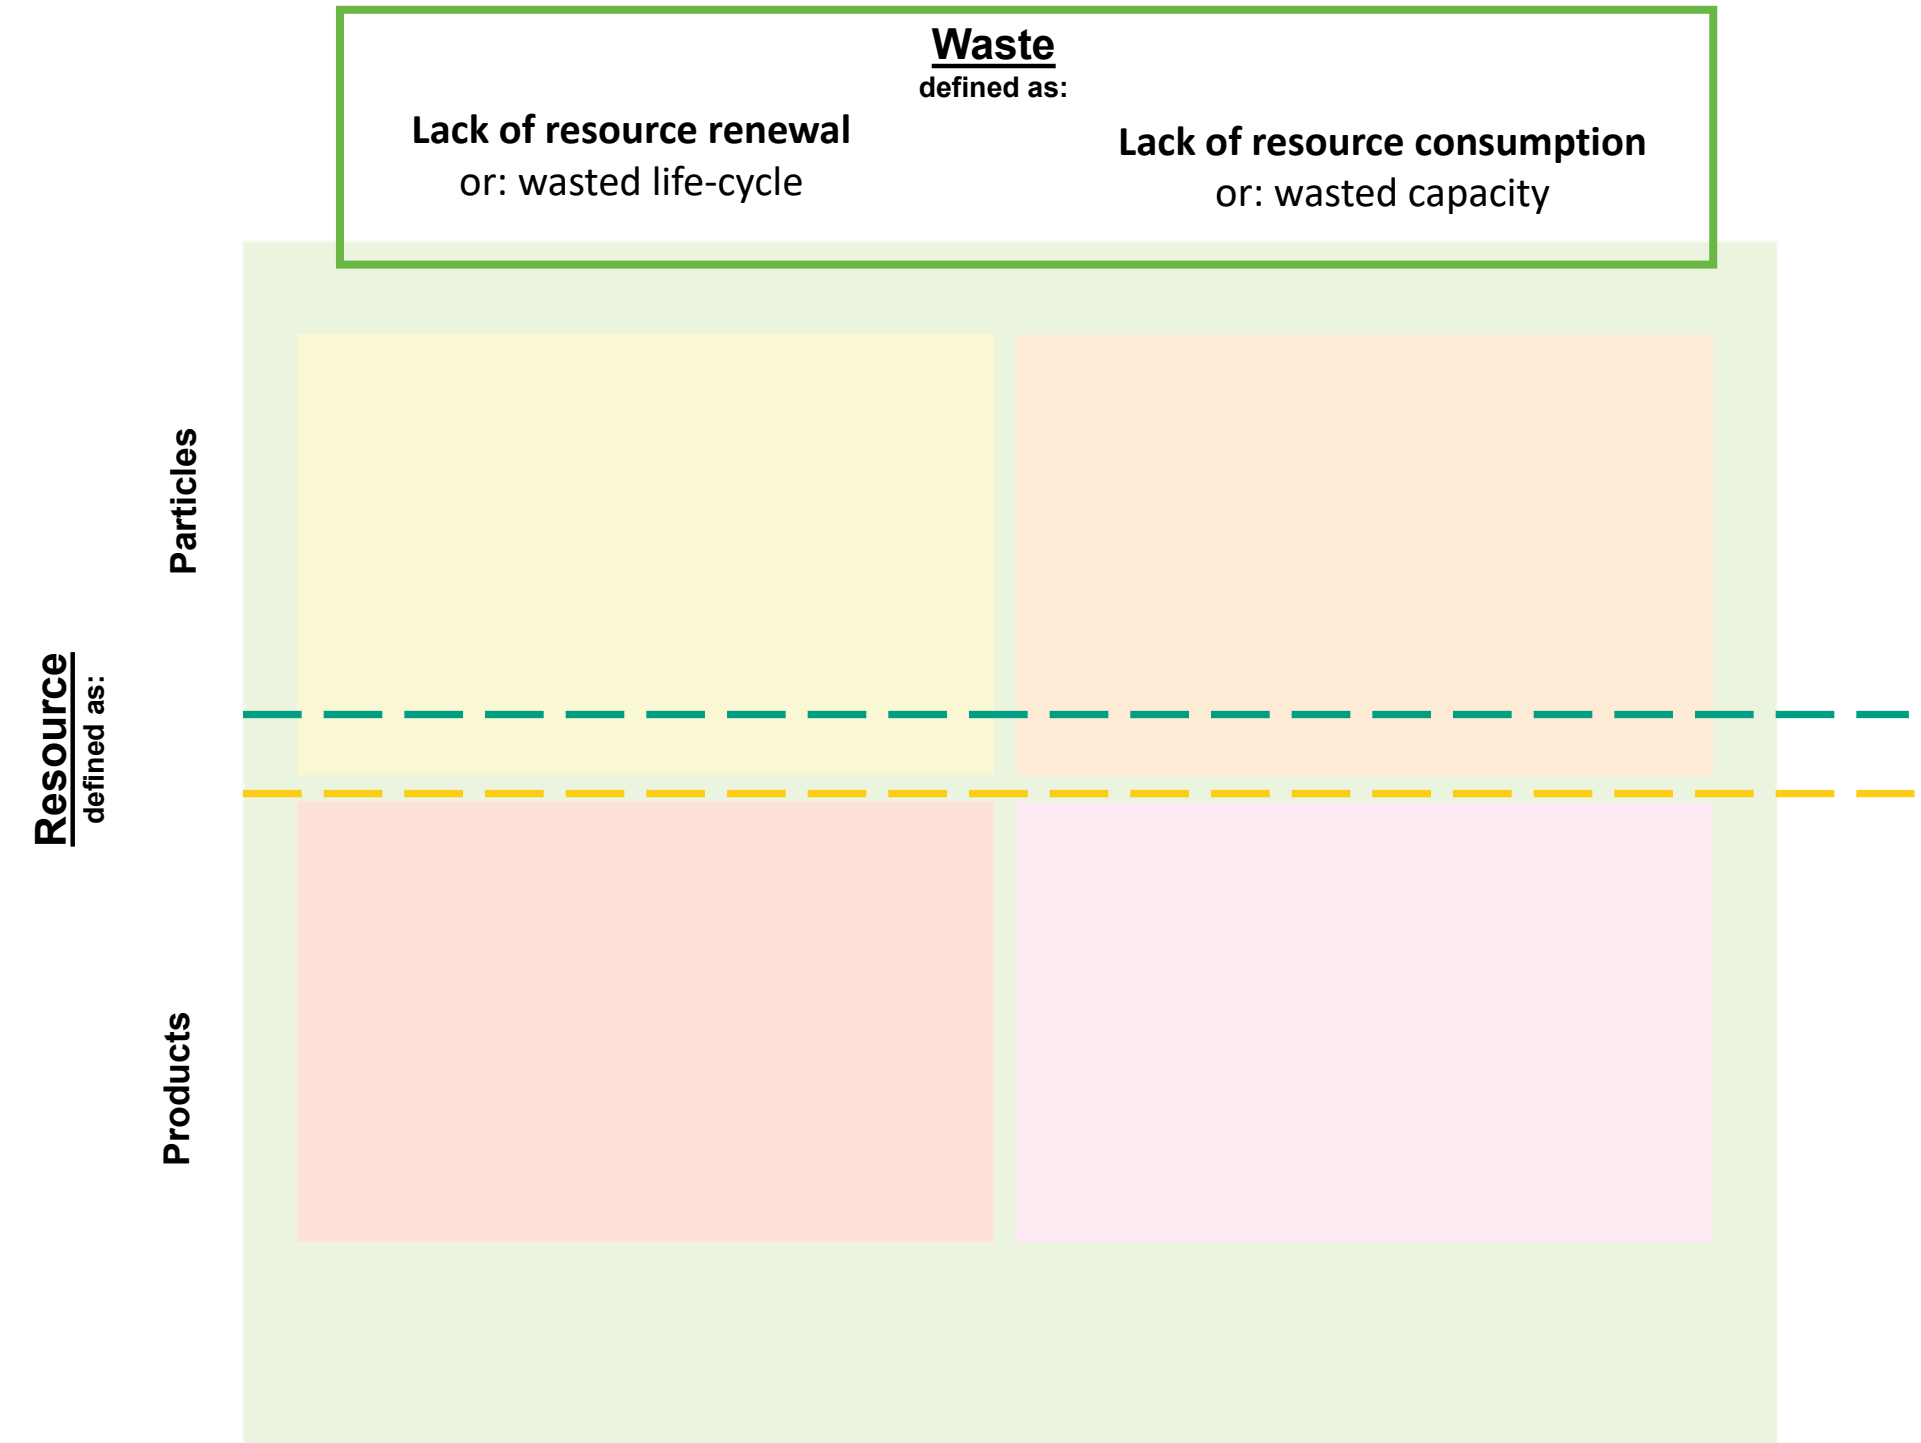 Waste
defined as:
Lack of resource renewal
or: wasted life-cycle
Lack of resource consumption
or: wasted capacity
Resource
defined as:
Particles
Products